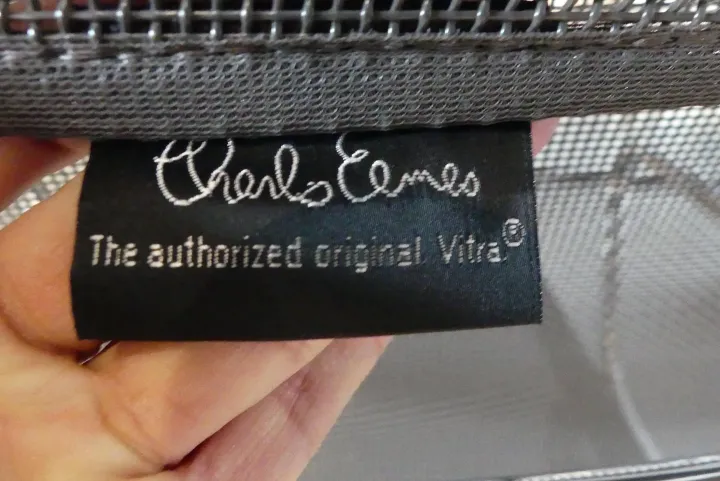 Charles Eames
The authorized original Vitra®